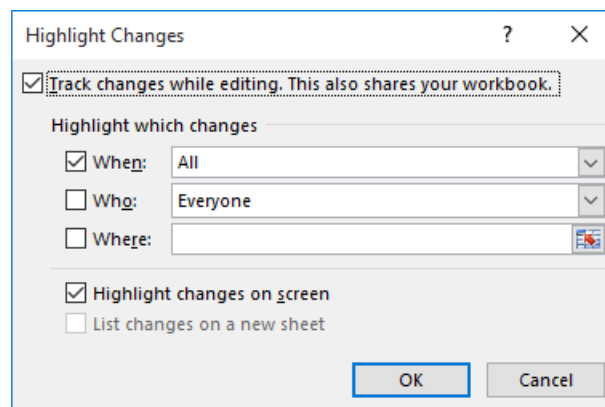 Highlight Changes ?
Track changes while editing. This also shares your workbook.
Highlight which changes
When: All
Who: Everyone
Where:
Highlight changes on screen
List changes on a new sheet
OK Cancel